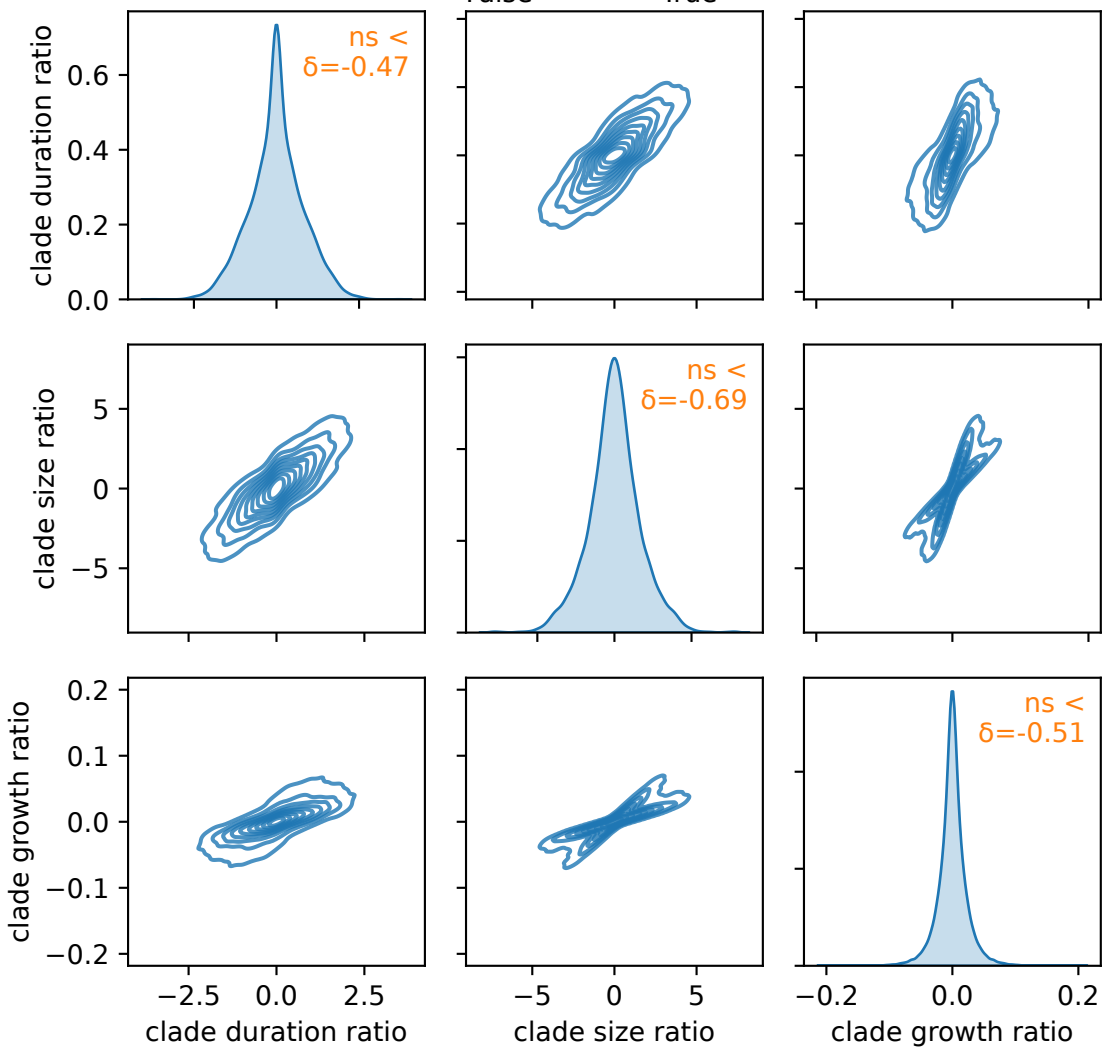 ns <
δ=-0.47
clade duration ratio
0.6
0.4
0.2
0.0
ns <
δ=-0.69
clade size ratio
5
0
−5
ns <
δ=-0.51
clade growth ratio
0.2
0.1
0.0
−0.1
−0.2
−2.5 0.0 2.5
−5 0 5
−0.2 0.0 0.2
clade duration ratio
clade size ratio
clade growth ratio